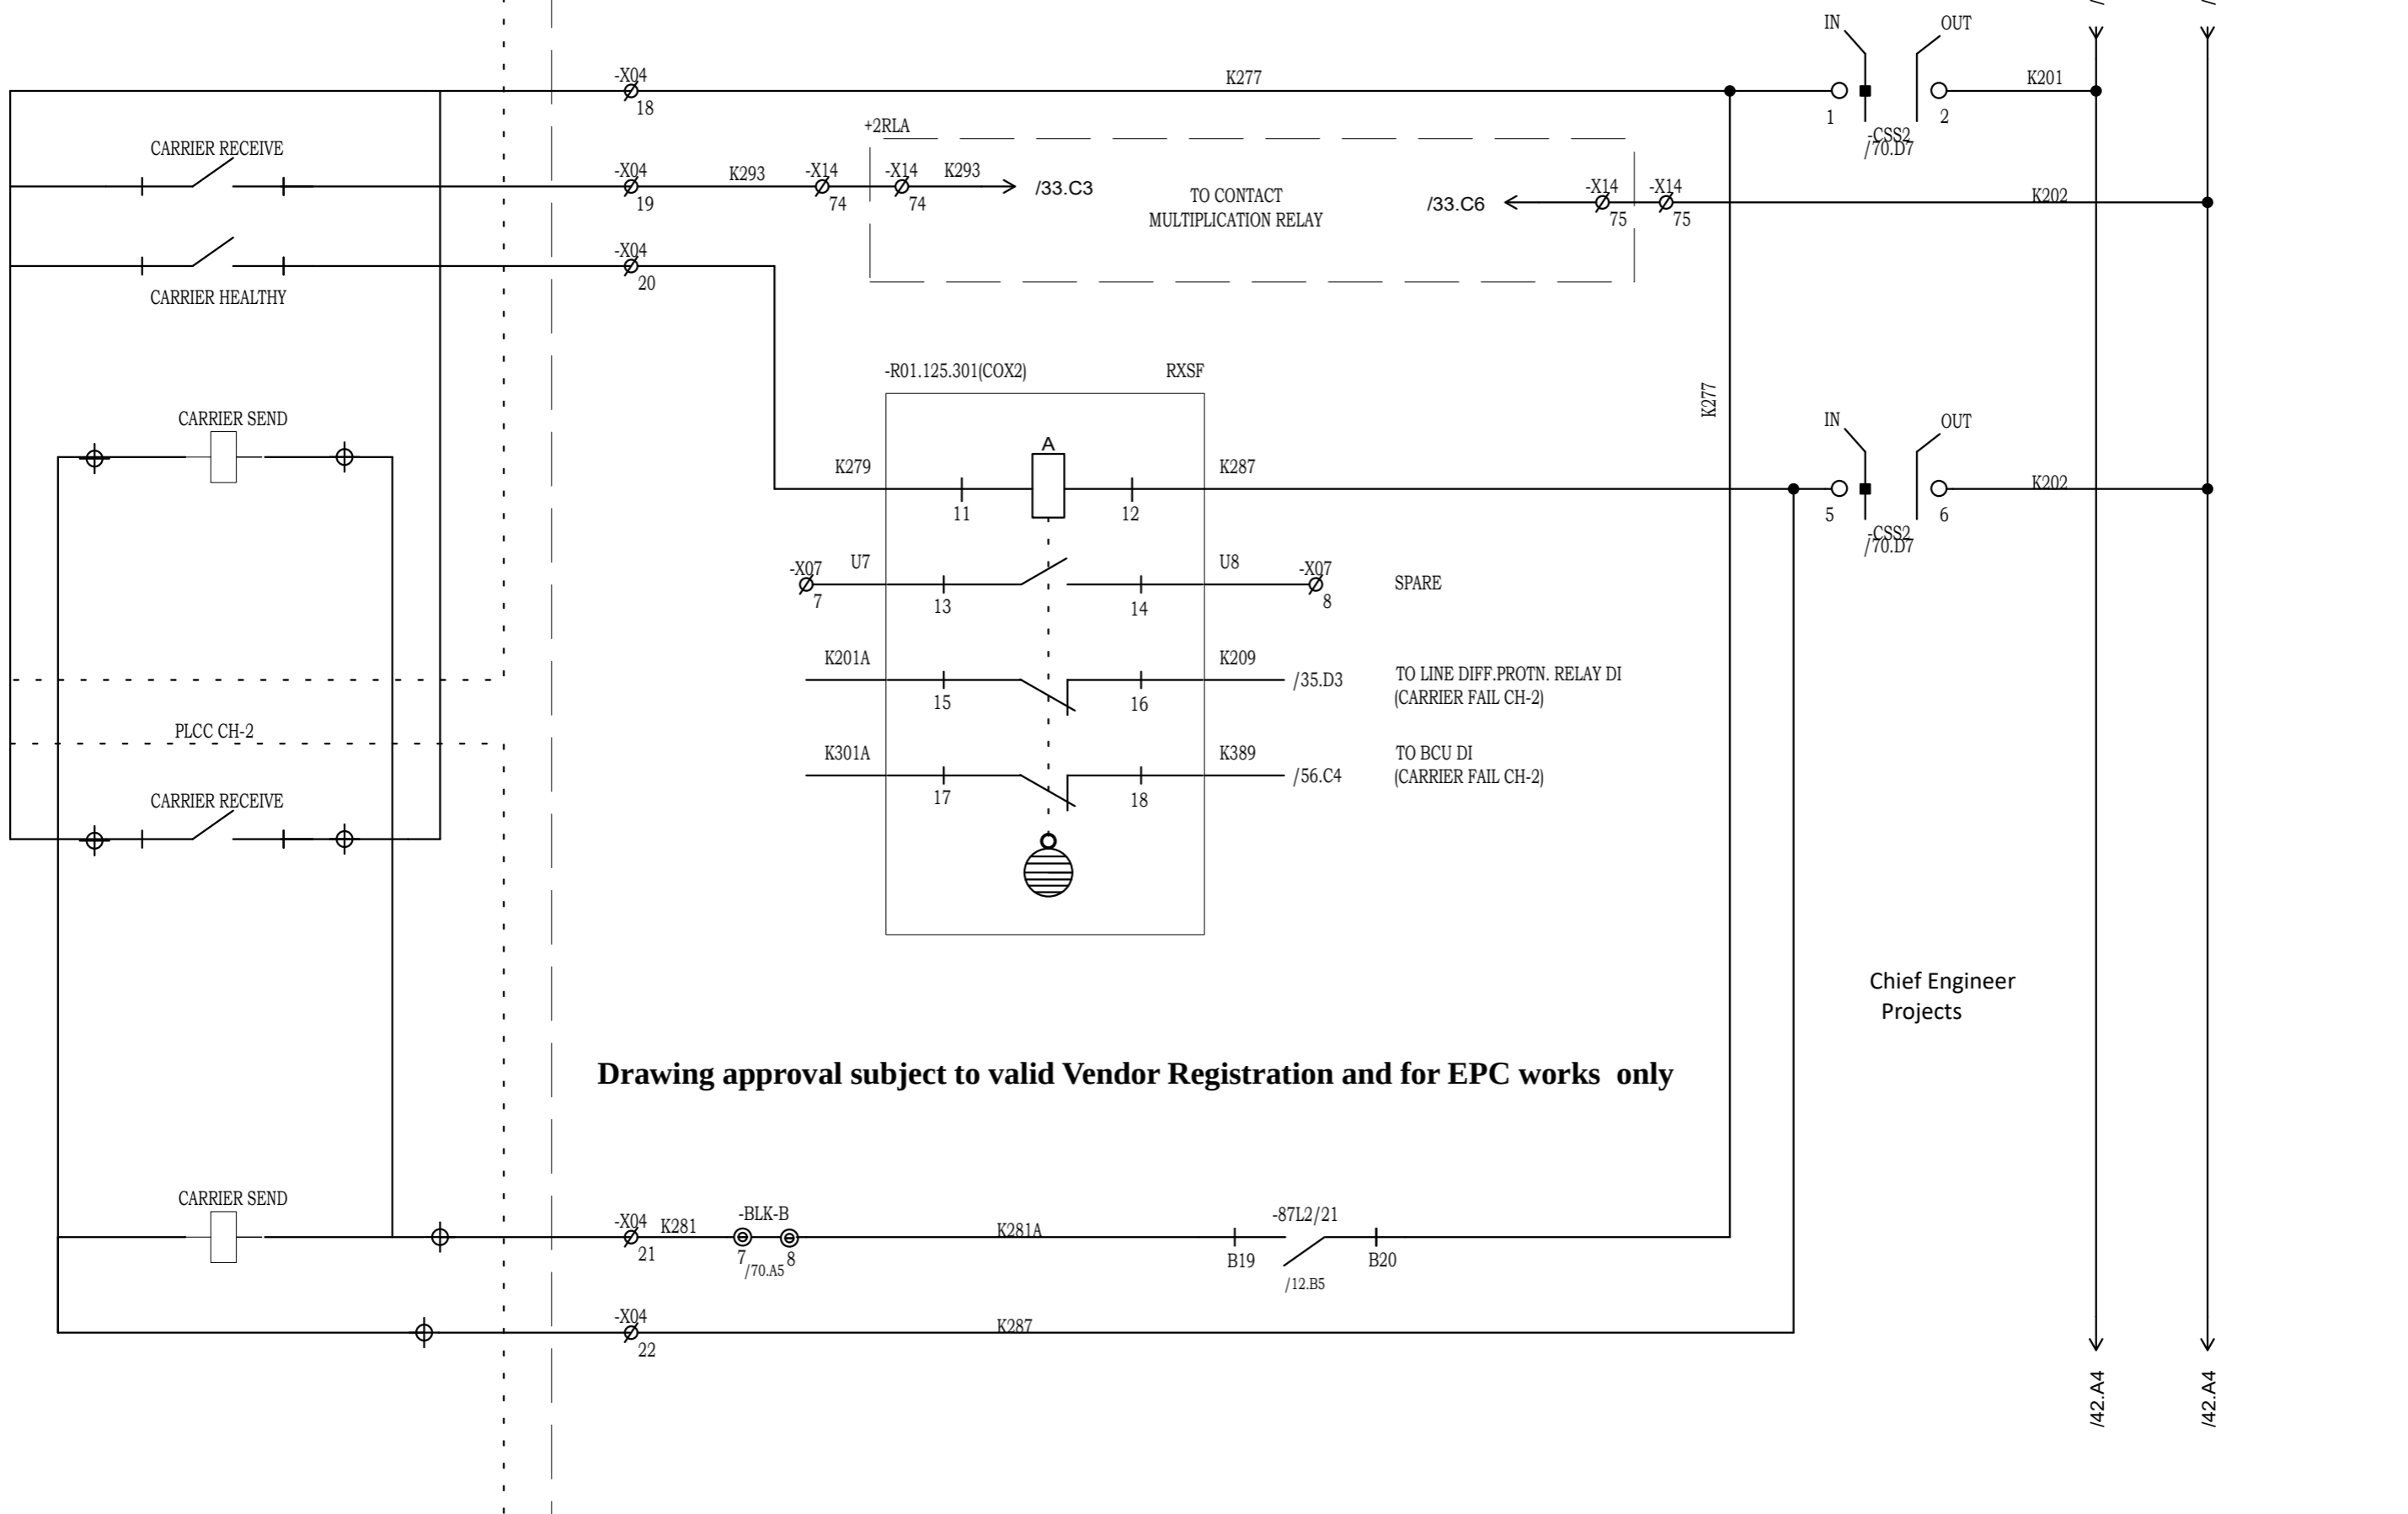 IN
OUT
-X04
K277
K201
18
1
2
-CSS2
/70.D7
+2RLA
CARRIER RECEIVE
-X04
K293
-X14
-X14
K293
/33.C3
TO CONTACT
MULTIPLICATION RELAY
/33.C6
-X14
-X14
K202
19
74
74
75
75
-X04
20
CARRIER HEALTHY
-R01.125.301(COX2)
RXSF
K277
CARRIER SEND
IN
OUT
A
K279
K287
K202
11
12
5
6
-CSS2
/70.D7
-X07
U7
U8
-X07
SPARE
7
13
14
8
K201A
K209
/35.D3
TO LINE DIFF.PROTN. RELAY DI
(CARRIER FAIL CH-2)
15
16
PLCC CH-2
K301A
K389
/56.C4
TO BCU DI
(CARRIER FAIL CH-2)
17
18
CARRIER RECEIVE
Chief Engineer
Projects
Drawing approval subject to valid Vendor Registration and for EPC works  only
CARRIER SEND
-X04
K281
-BLK-B
K281A
-87L2/21
21
7
8
/70.A5
B19
B20
/12.B5
-X04
K287
22
/42.A4
/42.A4